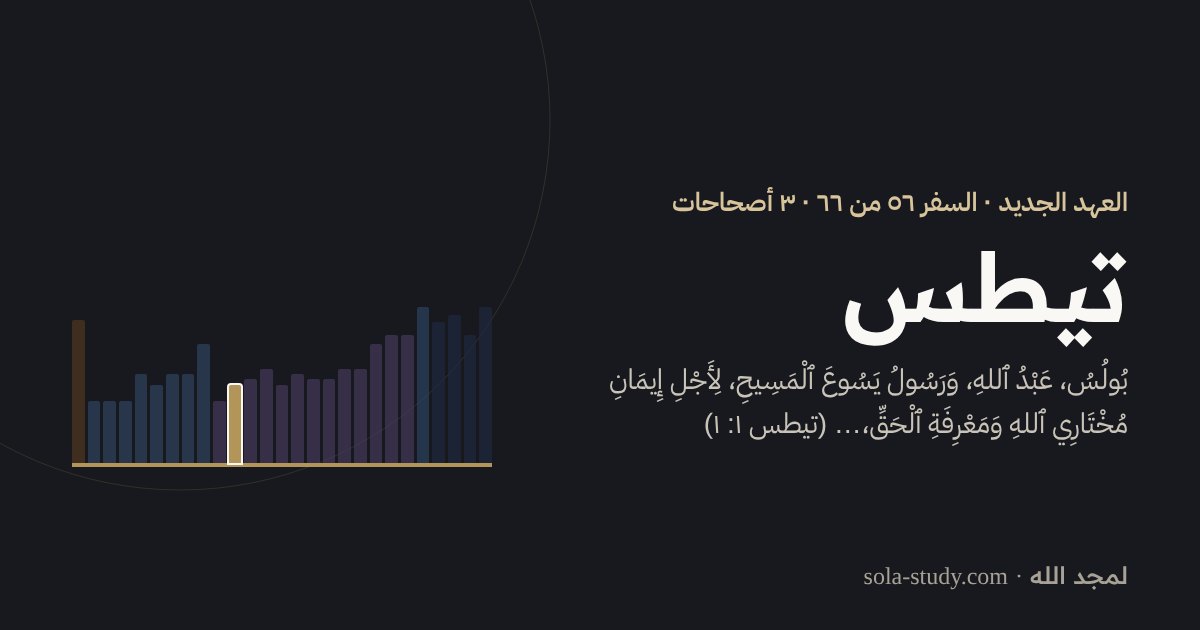 العهد الجديد · السفر ٥٦ من ٦٦ · ٣ أصحاحات
تيطس
بُولُسُ، عَبْدُ ٱللهِ، وَرَسُولُ يَسُوعَ ٱلْمَسِيحِ، لِأَجْلِ إِيمَانِ
مُخْتَارِي ٱللهِ وَمَعْرِفَةِ ٱلْحَقِّ،… (تيطس ١: ١)
لمجد الله · sola-study.com